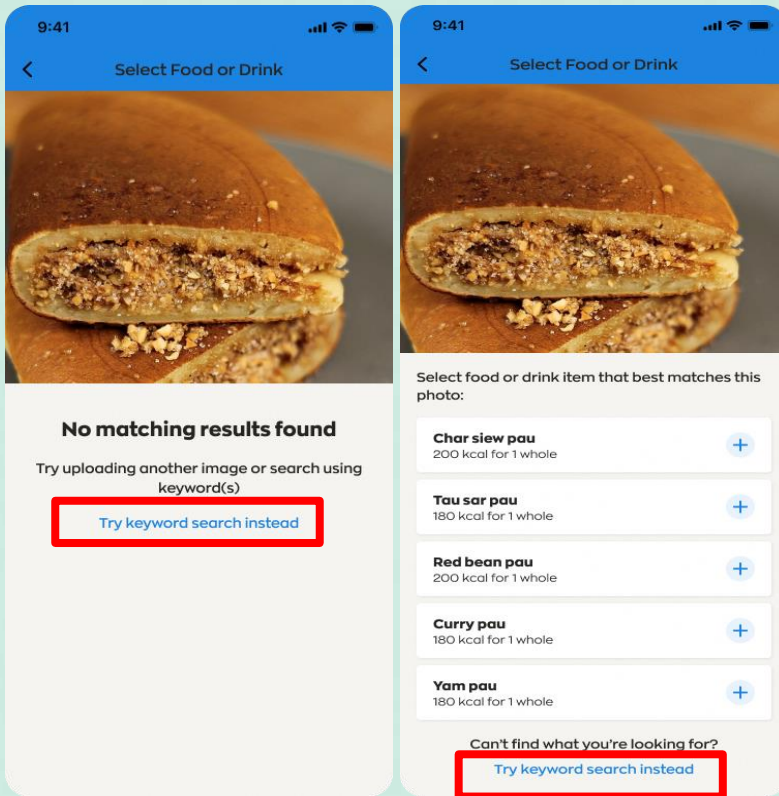 9:41
Select Food or Drink
No matching results found
Try uploading another image or search using
keyword(s)
Try keyword search instead
9:41
Select Food or Drink
Select food or drink item that best matches this
photo:
Char siew pau
200 kcal for 1 whole
Tau sar pau
180 kcal for 1 whole
Red bean pau
200 kcal for 1 whole
Curry pau
180 kcal for 1 whole
Yam pau
180 kcal for 1 whole
Can't find what you're looking for?
Try keyword search instead